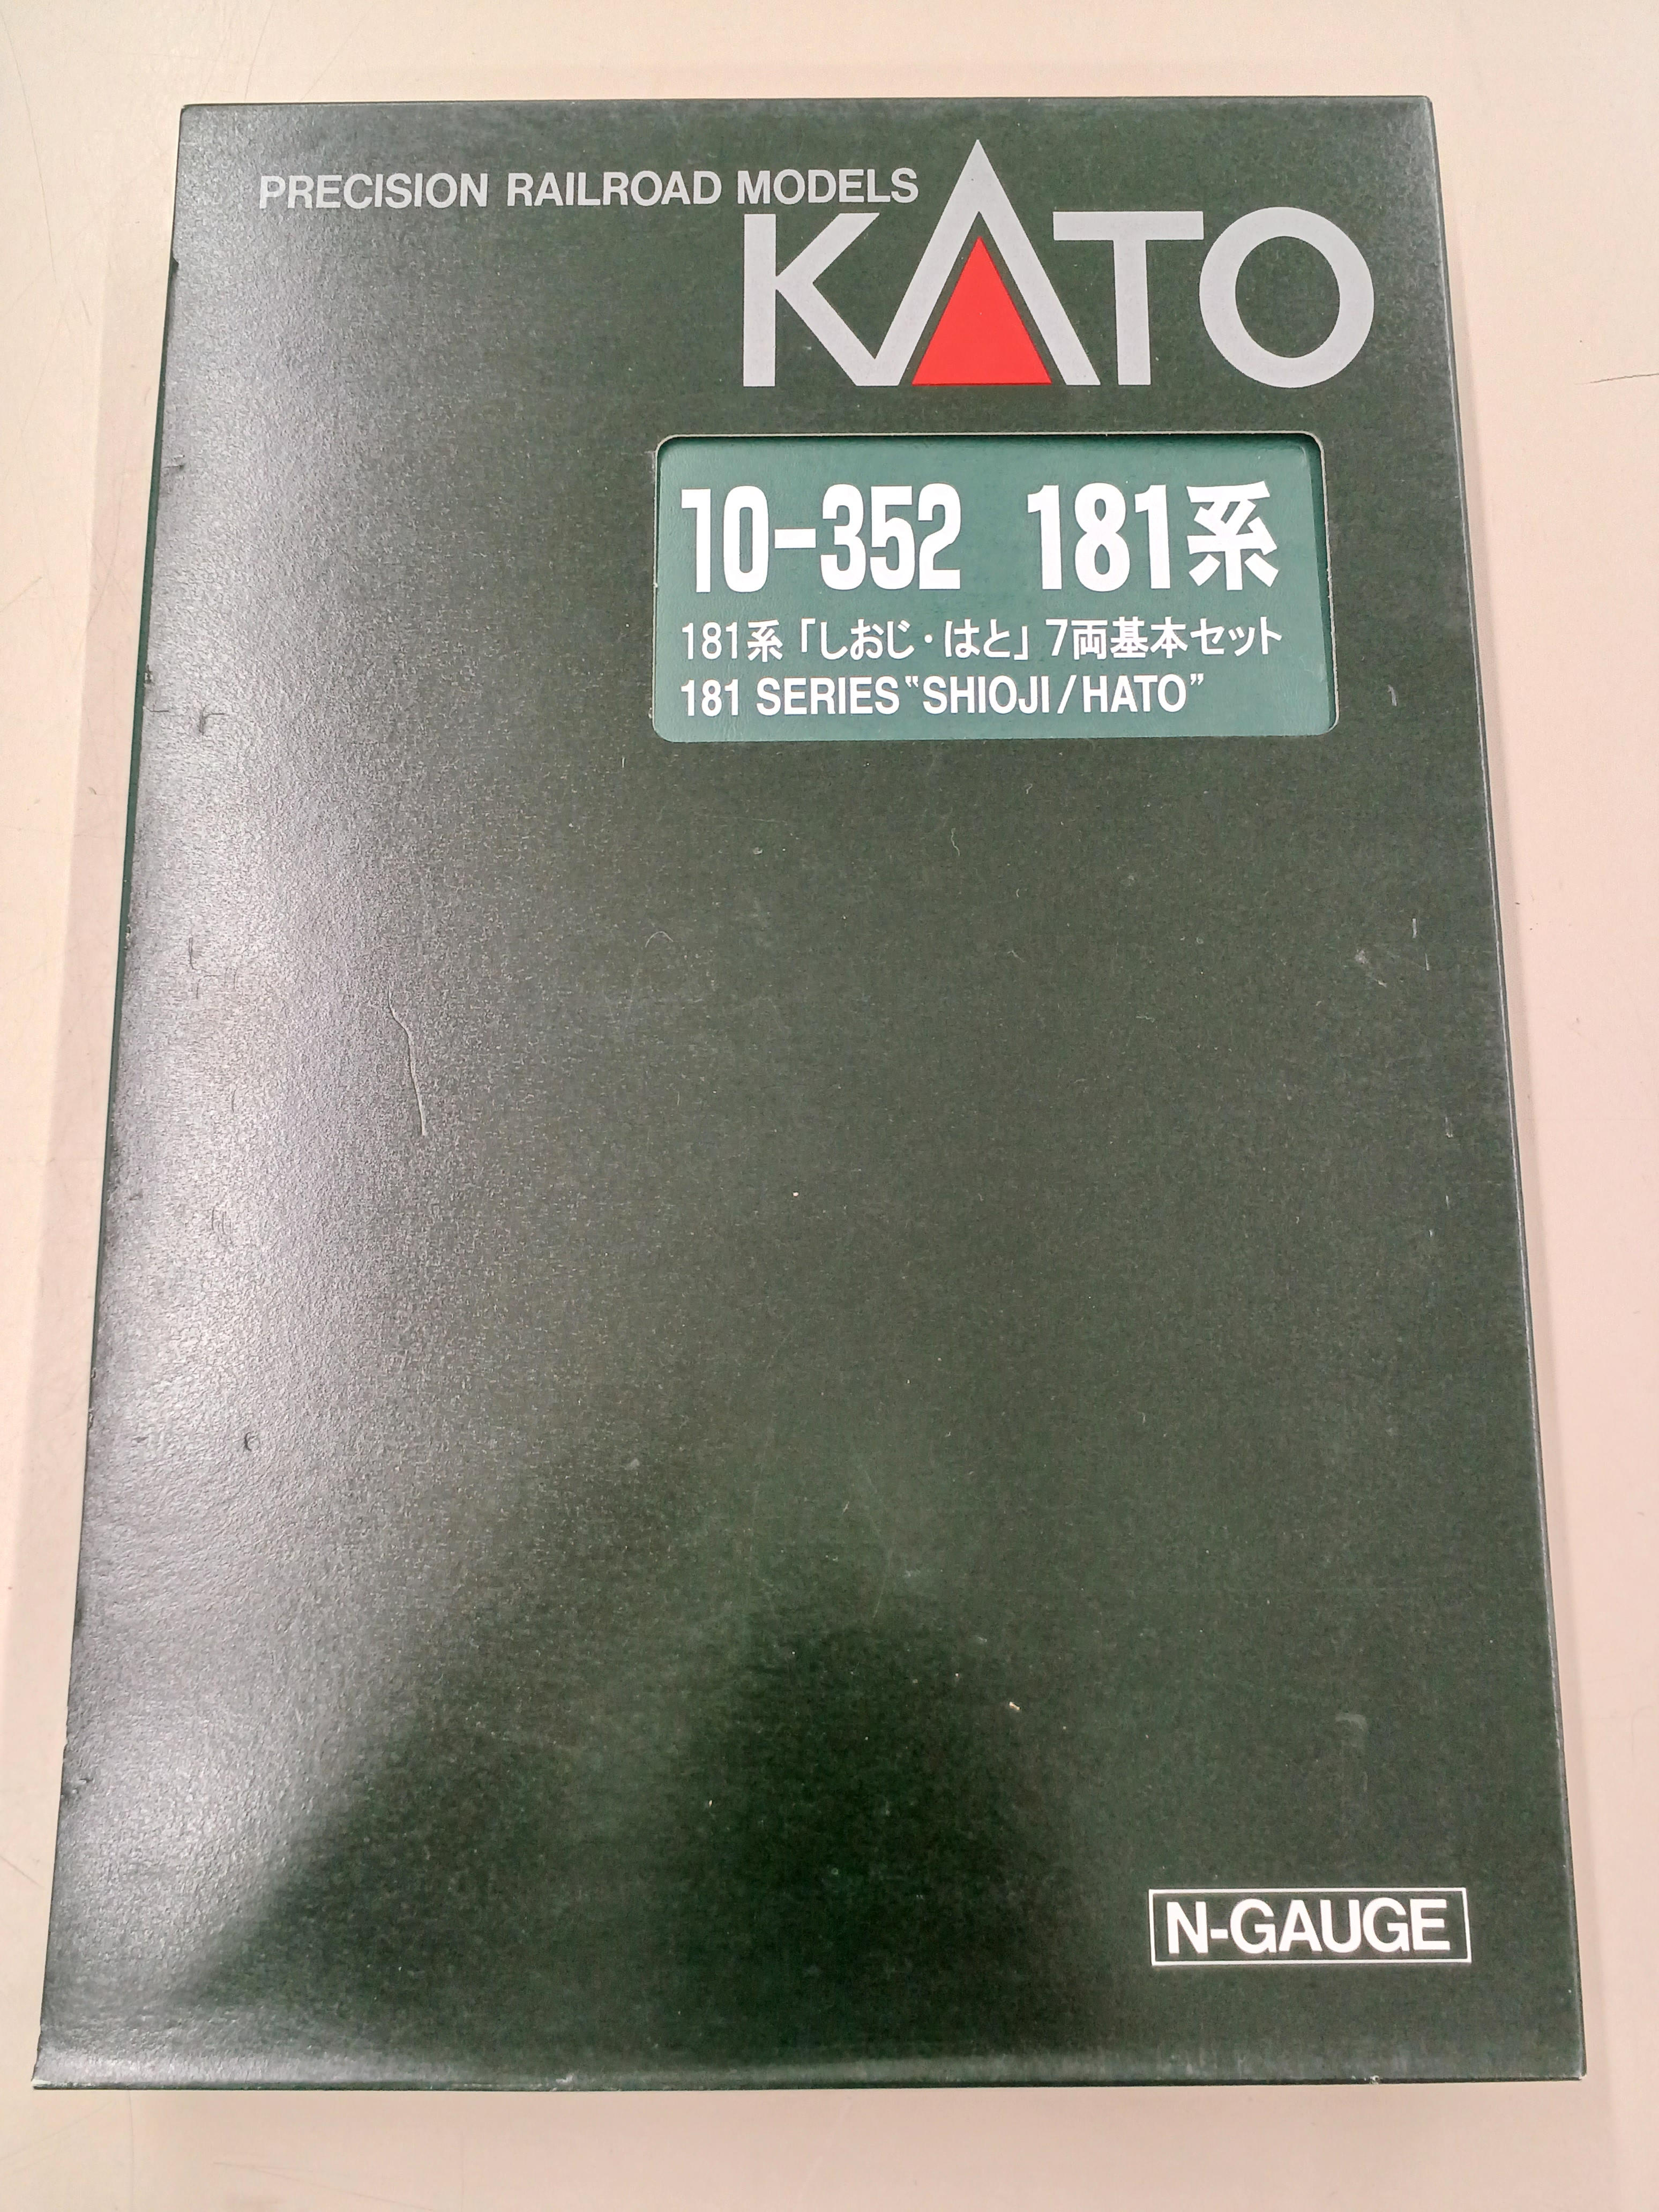 PRECISION RAILROAD MODELS
KATO
10-352 181系
181系「しおじ・はと」7両基本セット
181 SERIES “SHIOJI/HATO”
N-GAUGE